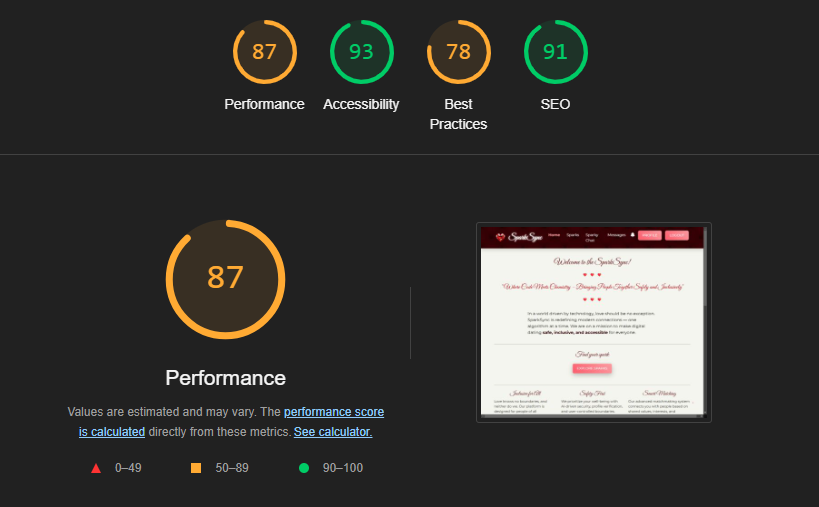 87
93
78
91
Performance
Accessibility
Best
Practices
SEO
87
Performance
Values are estimated and may vary. The performance score
is calculated directly from these metrics. See calculator.
0–49
50–89
90–100
SparkSync
Home
Sparks
Sparky
Chat
Messages
Welcome to the SparkSync!
"Where Code Meets Chemistry – Bringing People Together Safely and Inclusively"
In a world driven by technology, love should be no exception.
SparkSync is redefining modern connections — one
algorithm at a time. We are on a mission to make digital
dating safe, inclusive, and accessible for everyone.
Find your spark
Inclusive for All
Safety First
Smart Matching